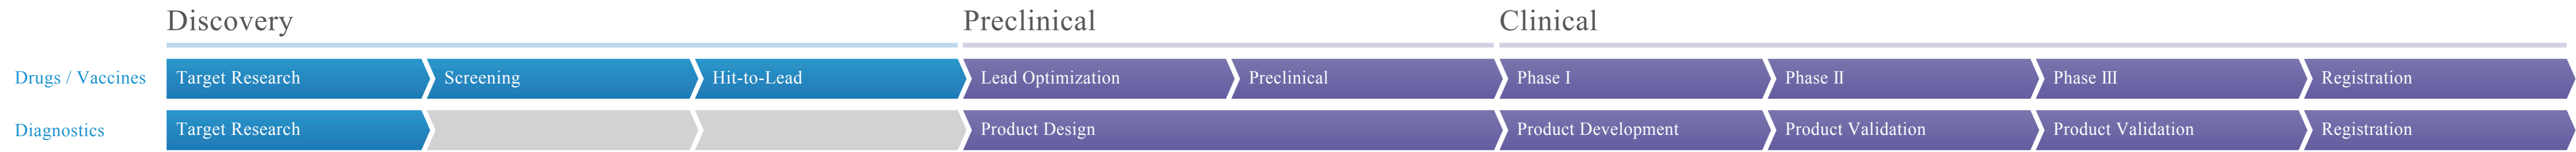 Discovery Preclinical Clinical
Drugs / Vaccines Target Research Screening Hit-to-Lead Lead Optimization Preclinical Phase I Phase II Phase III Registration
Diagnostics Target Research Product Design Product Development Product Validation Product Validation Registration